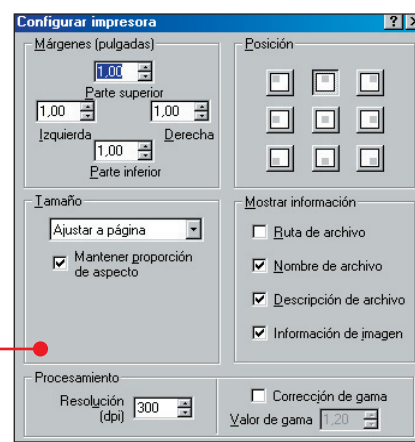 Configurar impresora
Márgenes (pulgadas)
1,00
Parte superior
1,00 1,00
Izquierda Derecha
1,00
Parte inferior
Posición
Tamaño
Ajustar a página
Mantener proporción
de aspecto
Mostrar información
Ruta de archivo
Nombre de archivo
Descripción de archivo
Información de imagen
Procesamiento
Resolución
(dpi)
300
Corrección de gama
Valor de gama 1,20